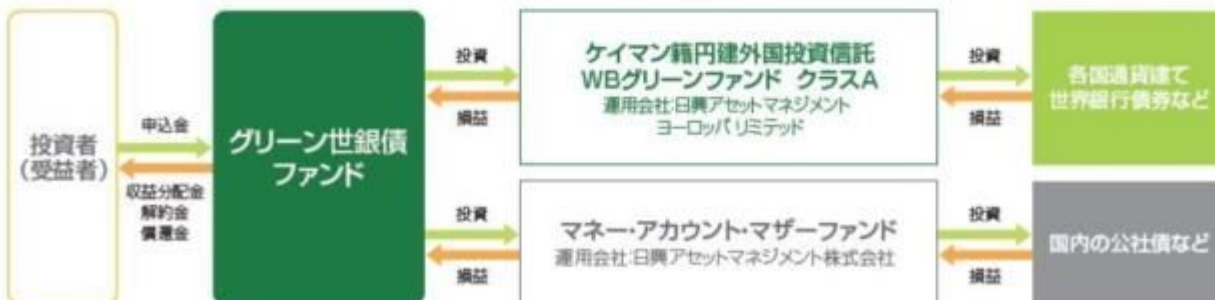 投資者
(受益者)
申込金
収益分配金
解約金
償還金
グリーン世銀債
ファンド
投資
損益
ケイマン籍円建外国投資信託
WBグリーンファンド クラスA
運用会社:日興アセットマネジメント
ヨーロッパリミテッド
投資
損益
各国通貨建て
世界銀行債券など
投資
損益
マネー・アカウント・マザーファンド
運用会社:日興アセットマネジメント株式会社
投資
損益
国内の公社債など